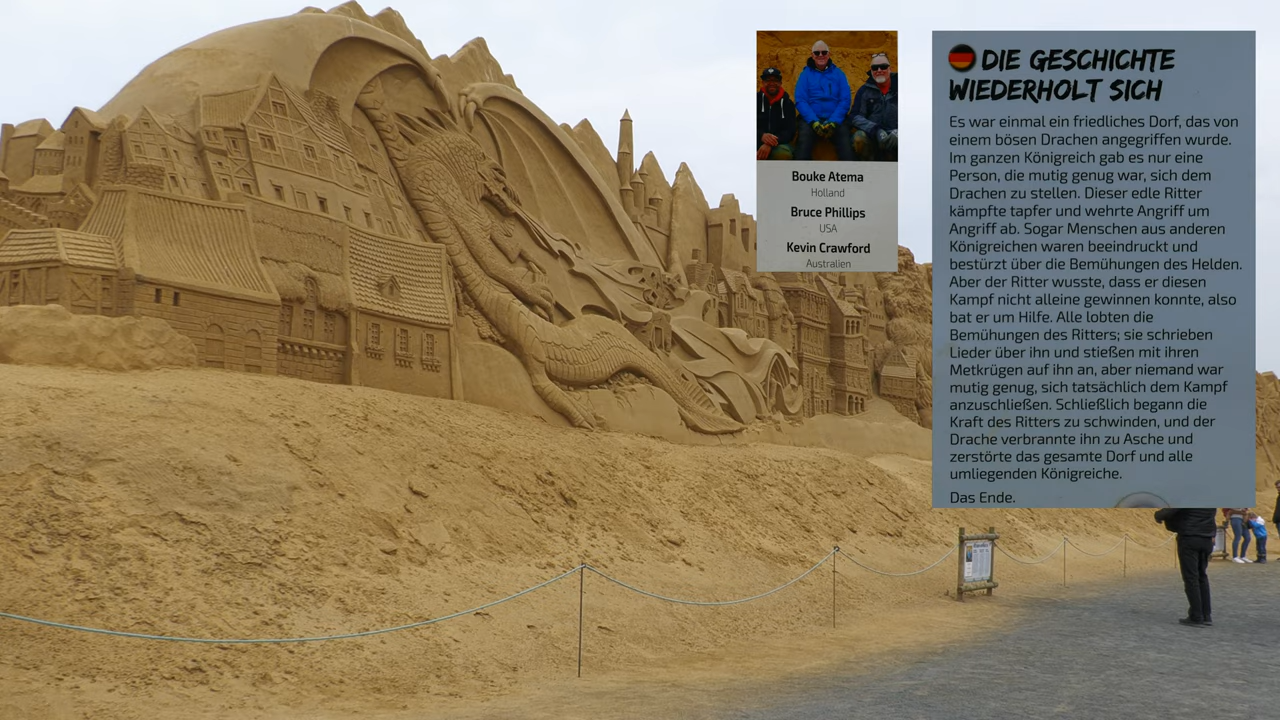 Bouke Atema
Holland
Bruce Phillips
USA
Kevin Crawford
Australien
DIE GESCHICHTE
WIEDERHOLT SICH
Es war einmal ein friedliches Dorf, das von
einem bösen Drachen angegriffen wurde.
Im ganzen Königreich gab es nur eine
Person, die mutig genug war, sich dem
Drachen zu stellen. Dieser edle Ritter
kämpfte tapfer und wehrte Angriff um
Angriff ab. Sogar Menschen aus anderen
Königreichen waren beeindruckt und
bestürzt über die Bemühungen des Helden.
Aber der Ritter wusste, dass er diesen
Kampf nicht alleine gewinnen konnte, also
bat er um Hilfe. Alle lobten die
Bemühungen des Ritters; sie schrieben
Lieder über ihn und stießen mit ihren
Metkrügen auf ihn an, aber niemand war
mutig genug, sich tatsächlich dem Kampf
anzuschließen. Schließlich begann die
Kraft des Ritters zu schwinden, und der
Drache verbrannte ihn zu Asche und
zerstörte das gesamte Dorf und alle
umliegenden Königreiche.
Das Ende.